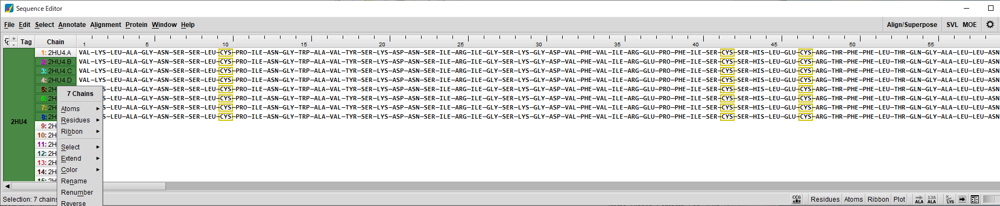 Sequence Editor
File Edit Select Annotate Alignment Protein Window Help Align/Superpose SVL MOE
Tag Chain 1 5 10 15 20 25 30 35 40 45 50 55
1: 2HU4.A VAL-LYS-LEU-ALA-GLY-ASN-SER-SER-LEU-CYS-PRO-ILE-ASN-GLY-TRP-ALA-VAL-TYR-SER-LYS-ASP-ASN-SER-ILE-ARG-ILE-GLY-SER-LYS-GLY-ASP-VAL-PHE-VAL-ILE-ARG-GLU-PRO-PHE-ILE-SER-CYS-SER-HIS-LEU-GLU-CYS-ARG-THR-PHE-PHE-LEU-THR-GLN-GLY-ALA-LEU-LEU-ASN
2: 2HU4.B VAL-LYS-LEU-ALA-GLY-ASN-SER-SER-LEU-CYS-PRO-ILE-ASN-GLY-TRP-ALA-VAL-TYR-SER-LYS-ASP-ASN-SER-ILE-ARG-ILE-GLY-SER-LYS-GLY-ASP-VAL-PHE-VAL-ILE-ARG-GLU-PRO-PHE-ILE-SER-CYS-SER-HIS-LEU-GLU-CYS-ARG-THR-PHE-PHE-LEU-THR-GLN-GLY-ALA-LEU-LEU-ASN
3: 2HU4.C VAL-LYS-LEU-ALA-GLY-ASN-SER-SER-LEU-CYS-PRO-ILE-ASN-GLY-TRP-ALA-VAL-TYR-SER-LYS-ASP-ASN-SER-ILE-ARG-ILE-GLY-SER-LYS-GLY-ASP-VAL-PHE-VAL-ILE-ARG-GLU-PRO-PHE-ILE-SER-CYS-SER-HIS-LEU-GLU-CYS-ARG-THR-PHE-PHE-LEU-THR-GLN-GLY-ALA-LEU-LEU-ASN
4: 2HU4.D VAL-LYS-LEU-ALA-GLY-ASN-SER-SER-LEU-CYS-PRO-ILE-ASN-GLY-TRP-ALA-VAL-TYR-SER-LYS-ASP-ASN-SER-ILE-ARG-ILE-GLY-SER-LYS-GLY-ASP-VAL-PHE-VAL-ILE-ARG-GLU-PRO-PHE-ILE-SER-CYS-SER-HIS-LEU-GLU-CYS-ARG-THR-PHE-PHE-LEU-THR-GLN-GLY-ALA-LEU-LEU-ASN
5: 2H S-LEU-ALA-GLY-ASN-SER-SER-LEU-CYS-PRO-ILE-ASN-GLY-TRP-ALA-VAL-TYR-SER-LYS-ASP-ASN-SER-ILE-ARG-ILE-GLY-SER-LYS-GLY-ASP-VAL-PHE-VAL-ILE-ARG-GLU-PRO-PHE-ILE-SER-CYS-SER-HIS-LEU-GLU-CYS-ARG-THR-PHE-PHE-LEU-THR-GLN-GLY-ALA-LEU-LEU-ASN
6: 2H S-LEU-ALA-GLY-ASN-SER-SER-LEU-CYS-PRO-ILE-ASN-GLY-TRP-ALA-VAL-TYR-SER-LYS-ASP-ASN-SER-ILE-ARG-ILE-GLY-SER-LYS-GLY-ASP-VAL-PHE-VAL-ILE-ARG-GLU-PRO-PHE-ILE-SER-CYS-SER-HIS-LEU-GLU-CYS-ARG-THR-PHE-PHE-LEU-THR-GLN-GLY-ALA-LEU-LEU-ASN
7: 2H S-LEU-ALA-GLY-ASN-SER-SER-LEU-CYS-PRO-ILE-ASN-GLY-TRP-ALA-VAL-TYR-SER-LYS-ASP-ASN-SER-ILE-ARG-ILE-GLY-SER-LYS-GLY-ASP-VAL-PHE-VAL-ILE-ARG-GLU-PRO-PHE-ILE-SER-CYS-SER-HIS-LEU-GLU-CYS-ARG-THR-PHE-PHE-LEU-THR-GLN-GLY-ALA-LEU-LEU-ASN
8: 2H S-LEU-ALA-GLY-ASN-SER-SER-LEU-CYS-PRO-ILE-ASN-GLY-TRP-ALA-VAL-TYR-SER-LYS-ASP-ASN-SER-ILE-ARG-ILE-GLY-SER-LYS-GLY-ASP-VAL-PHE-VAL-ILE-ARG-GLU-PRO-PHE-ILE-SER-CYS-SER-HIS-LEU-GLU-CYS-ARG-THR-PHE-PHE-LEU-THR-GLN-GLY-ALA-LEU-LEU-ASN
2HU4
9: 2H
10: 2H
11: 2H
12: 2H
13: 2H
14: 2H
15: 2H
7 Chains
Atoms
Residues
Ribbon
Select
Extend
Color
Rename
Renumber
Reverse
Selection: 7 chains CCG Residues Atoms Ribbon Plot ALA 13A ALA K LYS